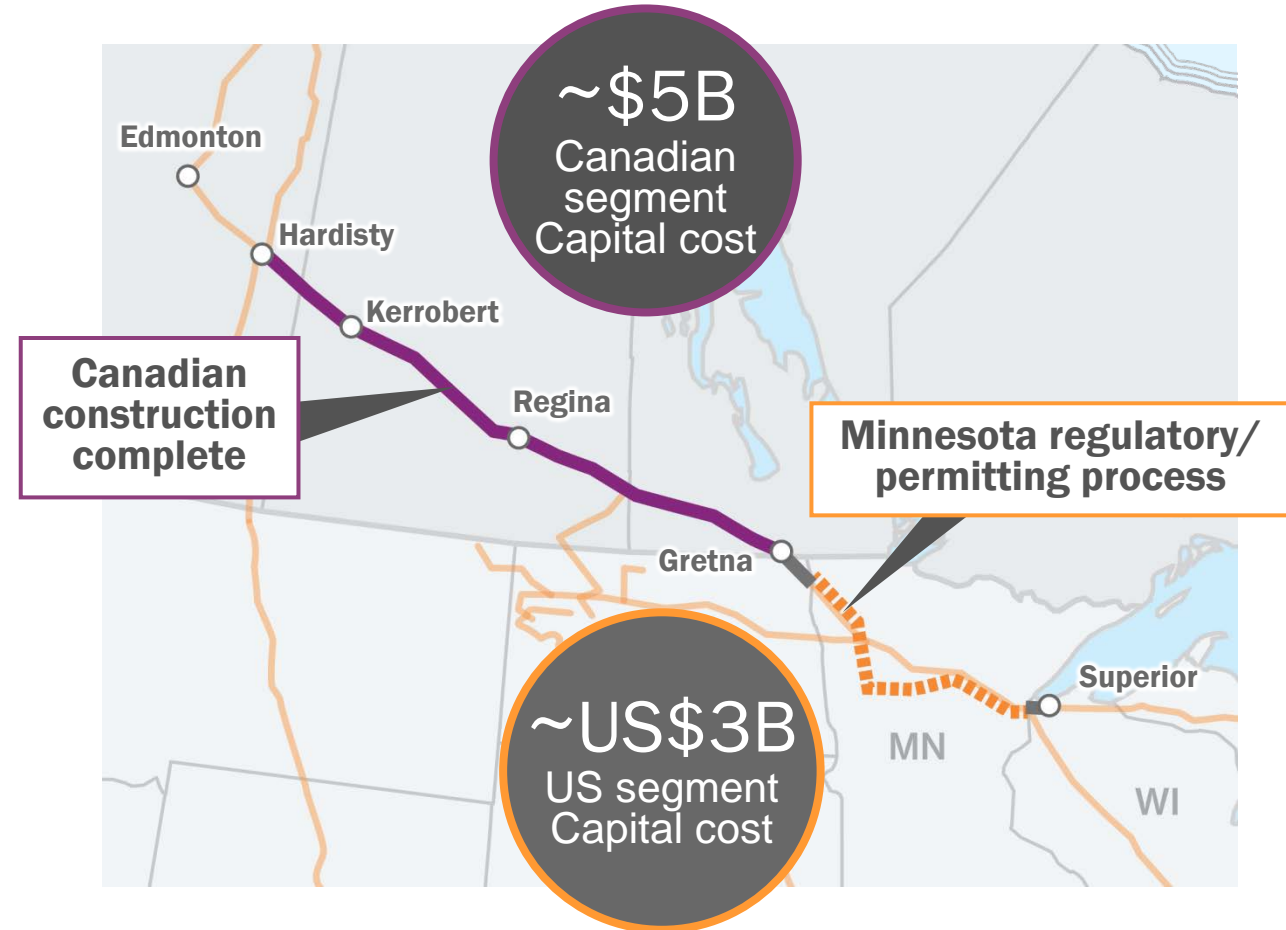 ~$5B
Canadian
segment
Capital cost
Edmonton
Hardisty
Kerrobert
Canadian
construction
complete
Regina
Minnesota regulatory/
permitting process
Gretna
Superior
~US$3B
US segment
Capital cost
MN
WI